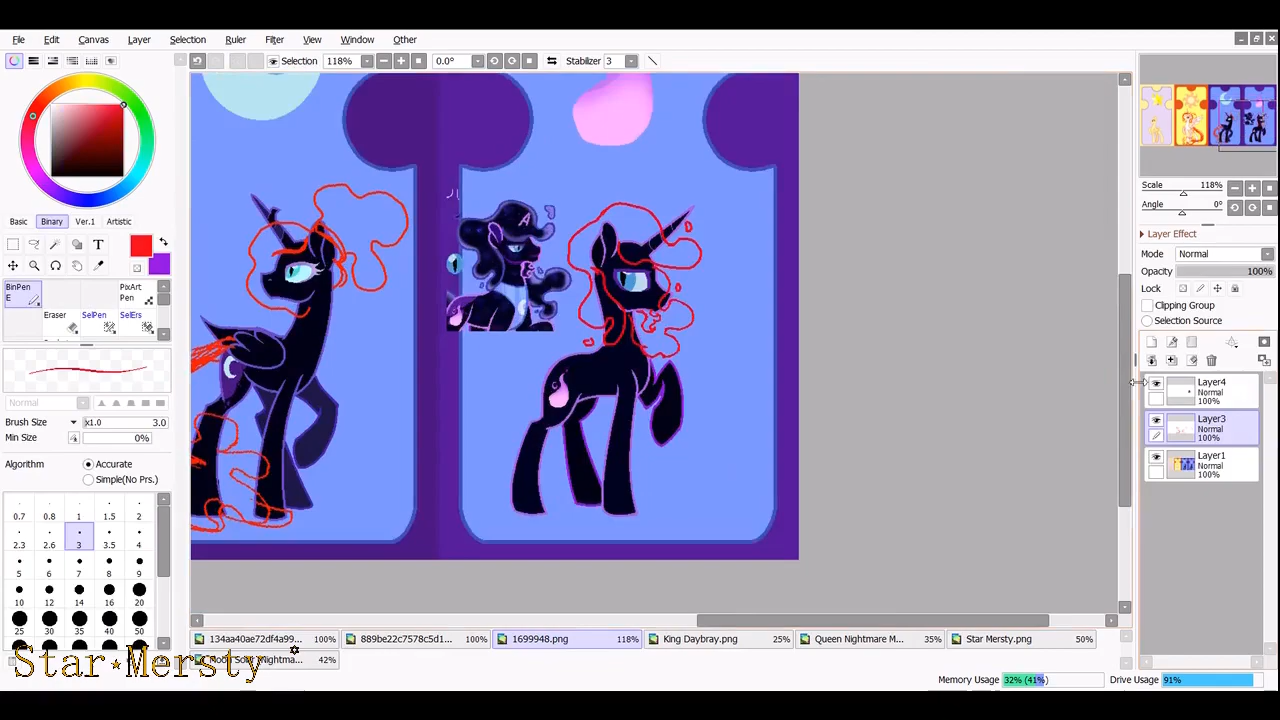 File Edit Canvas Layer Selection Ruler Filter View Window Other
Selection 118% 0.0° Stabilizer 3
Scale 118%
Angle 0°
Layer Effect
Mode Normal
Opacity 100%
Lock
Clipping Group
Selection Source
Basic Binary Ver.1 Artistic
T
BinPen
E
PixArt
Pen
Eraser SelPen SelErs
Normal
Brush Size x1.0 3.0
Min Size 0%
Algorithm Accurate
Simple(No Prs.)
0.7 0.8 1 1.5 2
2.3 2.6 3 3.5 4
5 6 7 8 9
10 12 14 16 20
25 30 35 40 50
A
Layer4
Normal
100%
Layer3
Normal
100%
Layer1
Normal
100%
134aa40ae72df4a99... 100% 889be22c7578c5d1... 100% 1699948.png 118% King Daybray.png 25% Queen Nightmare M... 35% Star Mersty.png 50%
42%
Star★Mersty
Memory Usage 32% (41%) Drive Usage 91%